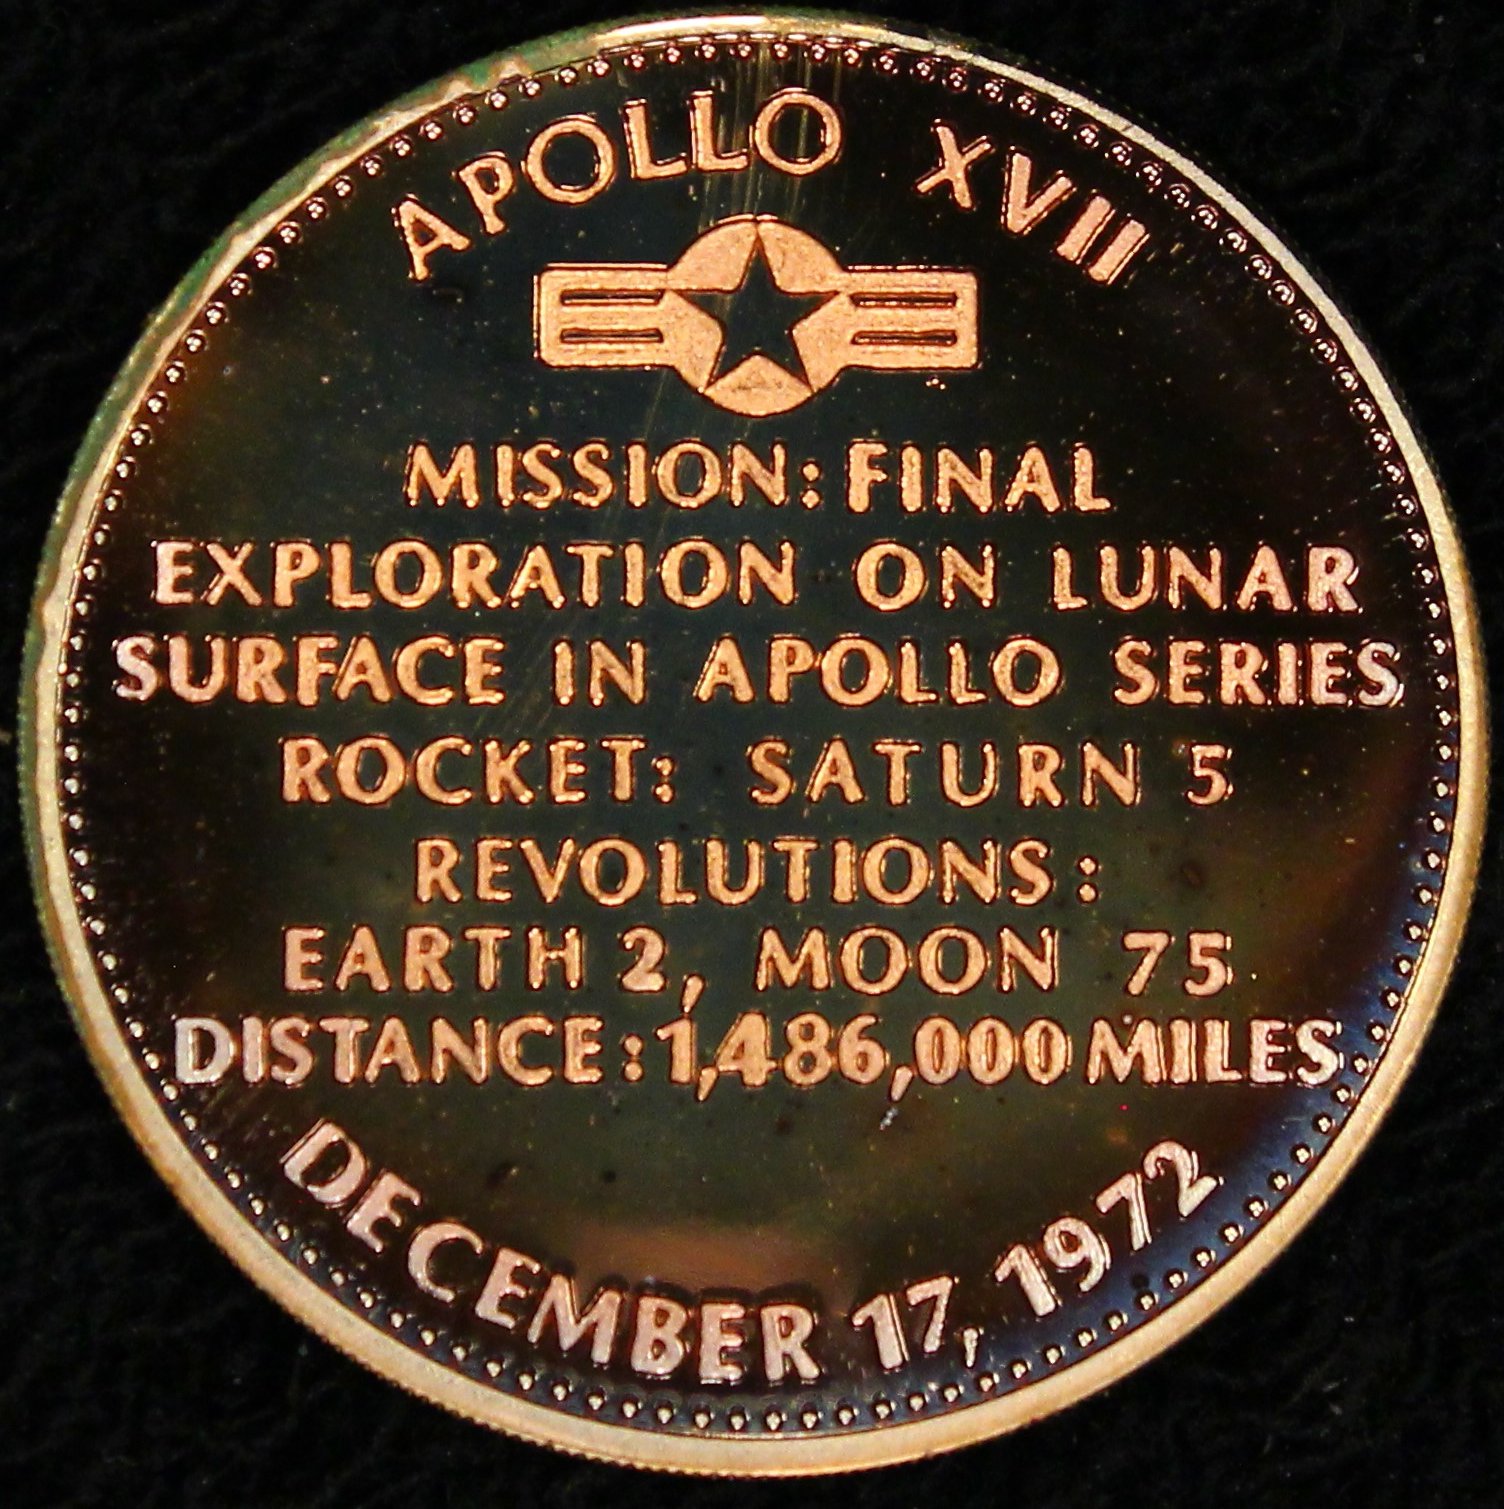 APOLLO XVII
MISSION: FINAL
EXPLORATION ON LUNAR
SURFACE IN APOLLO SERIES
ROCKET: SATURN 5
REVOLUTIONS:
EARTH 2, MOON 75
DISTANCE: 1,486,000 MILES
DECEMBER 17, 1972